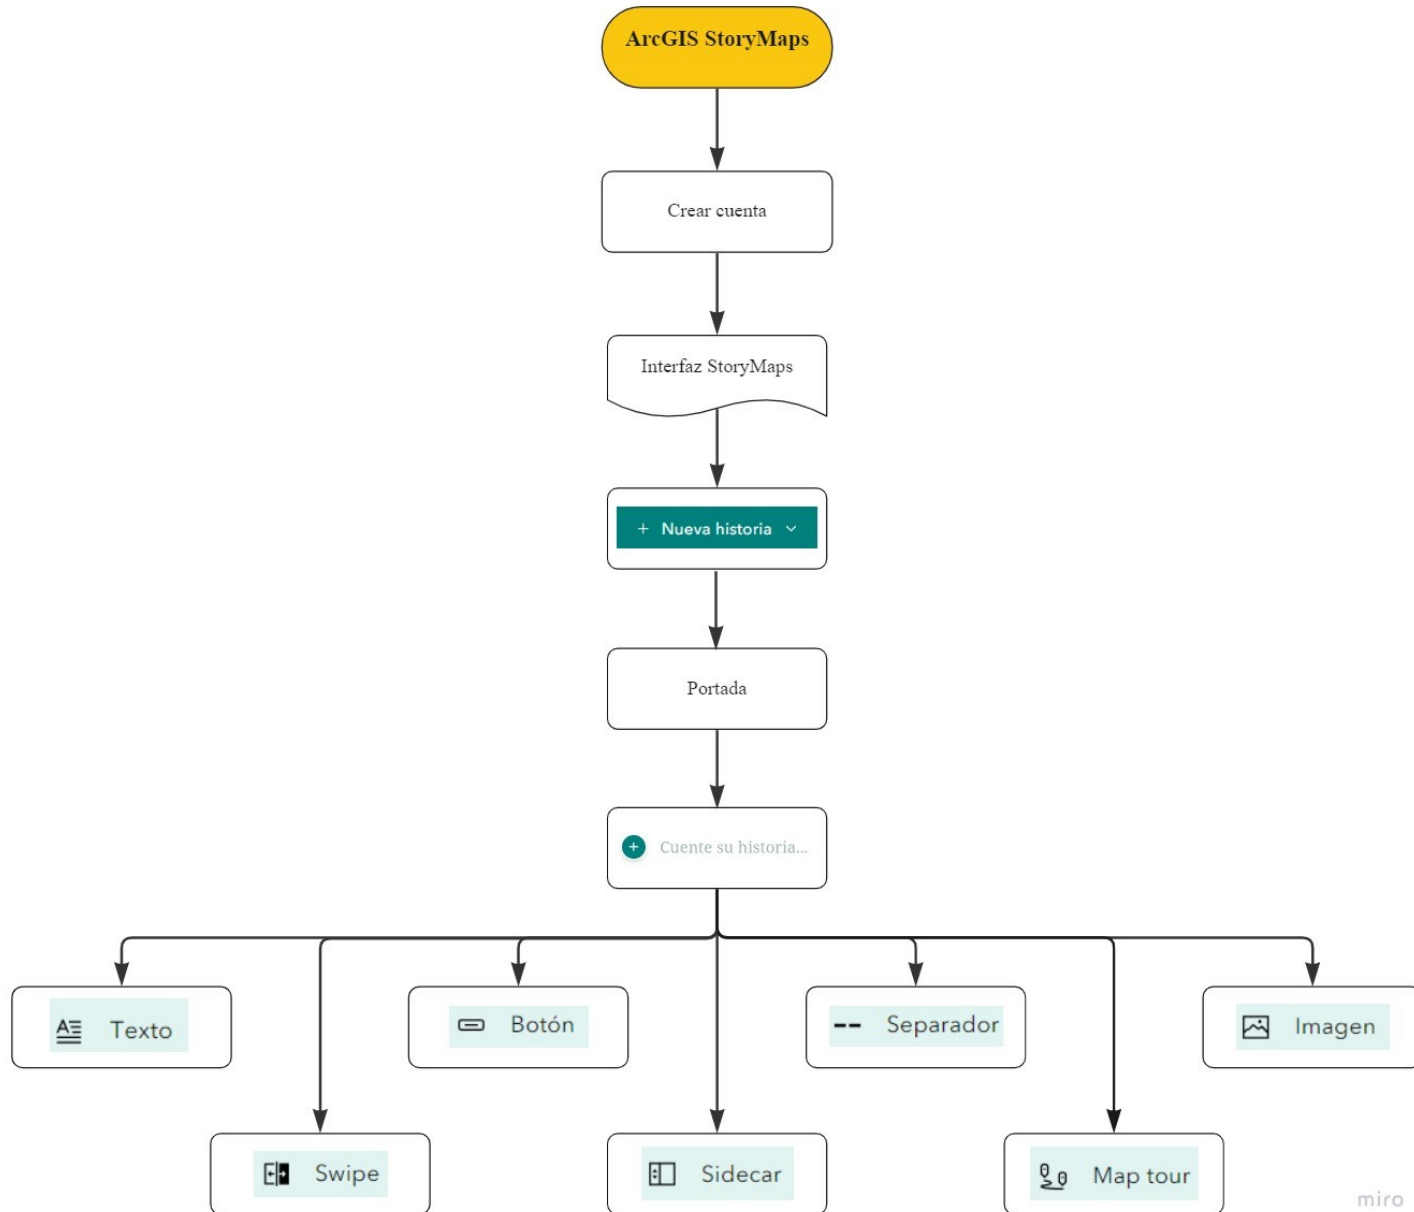 ArcGIS StoryMaps
Crear cuenta
Interfaz StoryMaps
+ Nueva historia
Portada
+ Cuente su historia...
Texto
Botón
Separador
Imagen
Swipe
Sidecar
Map tour
miro